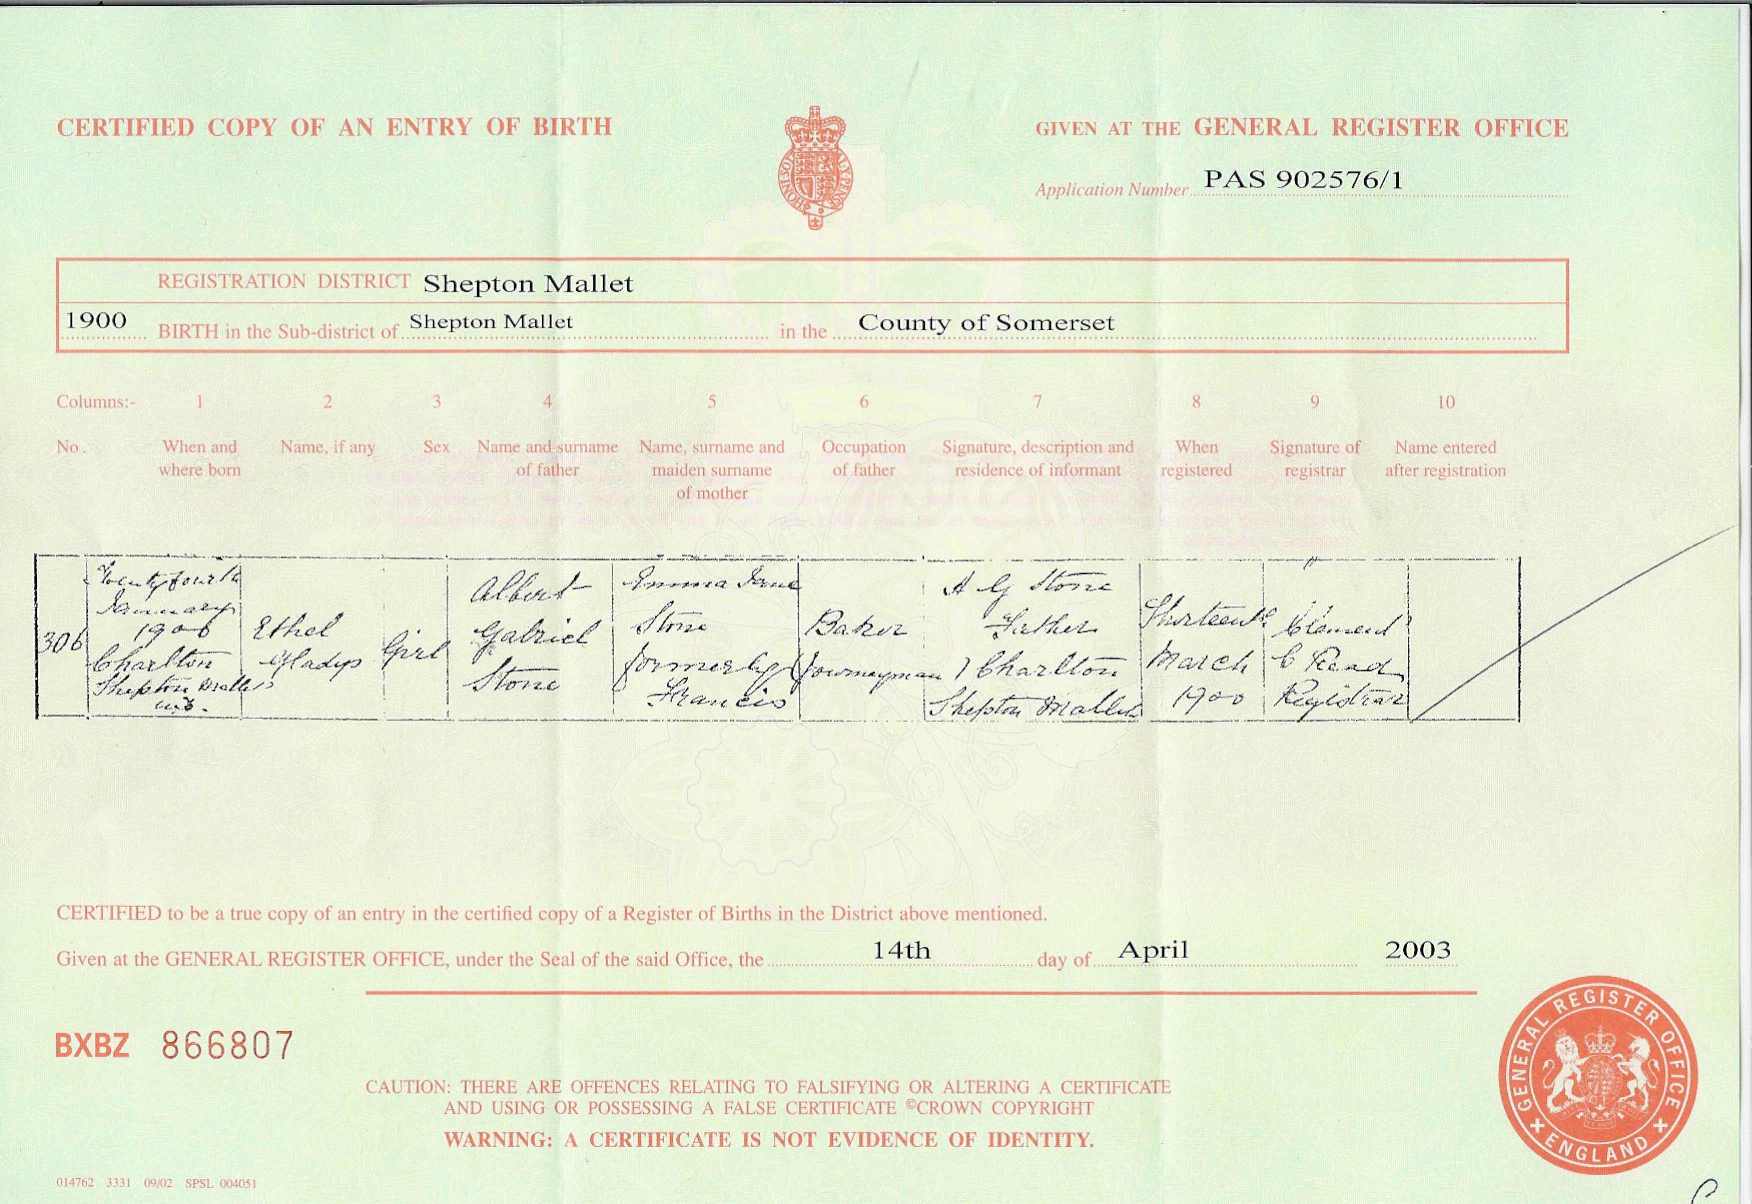 CERTIFIED COPY OF AN ENTRY OF BIRTH
GIVEN AT THE GENERAL REGISTER OFFICE
Application Number PAS 902576/1
REGISTRATION DISTRICT Shepton Mallet
1900 BIRTH in the Sub-district of Shepton Mallet in the County of Somerset
Columns:- 1 2 3 4 5 6 7 8 9 10
No. When and Name, if any Sex Name and surname Name, surname and Occupation Signature, description and When Signature of Name entered
where born of father maiden surname of father residence of informant registered registrar after registration
of mother
306
Twenty fourth
January
1900
Charlton
Shepton Mallet
Ethel
Gladys
Girl
Albert
Gabriel
Stone
Emma Jane
Stone
formerly
Francis
Baker
(Journeyman
A G Stone
Father
1 Charlton
Shepton Mallet
Thirteenth
March
1900
Clement
C Read
Registrar
CERTIFIED to be a true copy of an entry in the certified copy of a Register of Births in the District above mentioned.
Given at the GENERAL REGISTER OFFICE, under the Seal of the said Office, the 14th day of April 2003
BXBZ 866807
CAUTION: THERE ARE OFFENCES RELATING TO FALSIFYING OR ALTERING A CERTIFICATE
AND USING OR POSSESSING A FALSE CERTIFICATE ©CROWN COPYRIGHT
WARNING: A CERTIFICATE IS NOT EVIDENCE OF IDENTITY.
GENERAL REGISTER OFFICE
ENGLAND
014762 3331 09/02 SPSL 004051